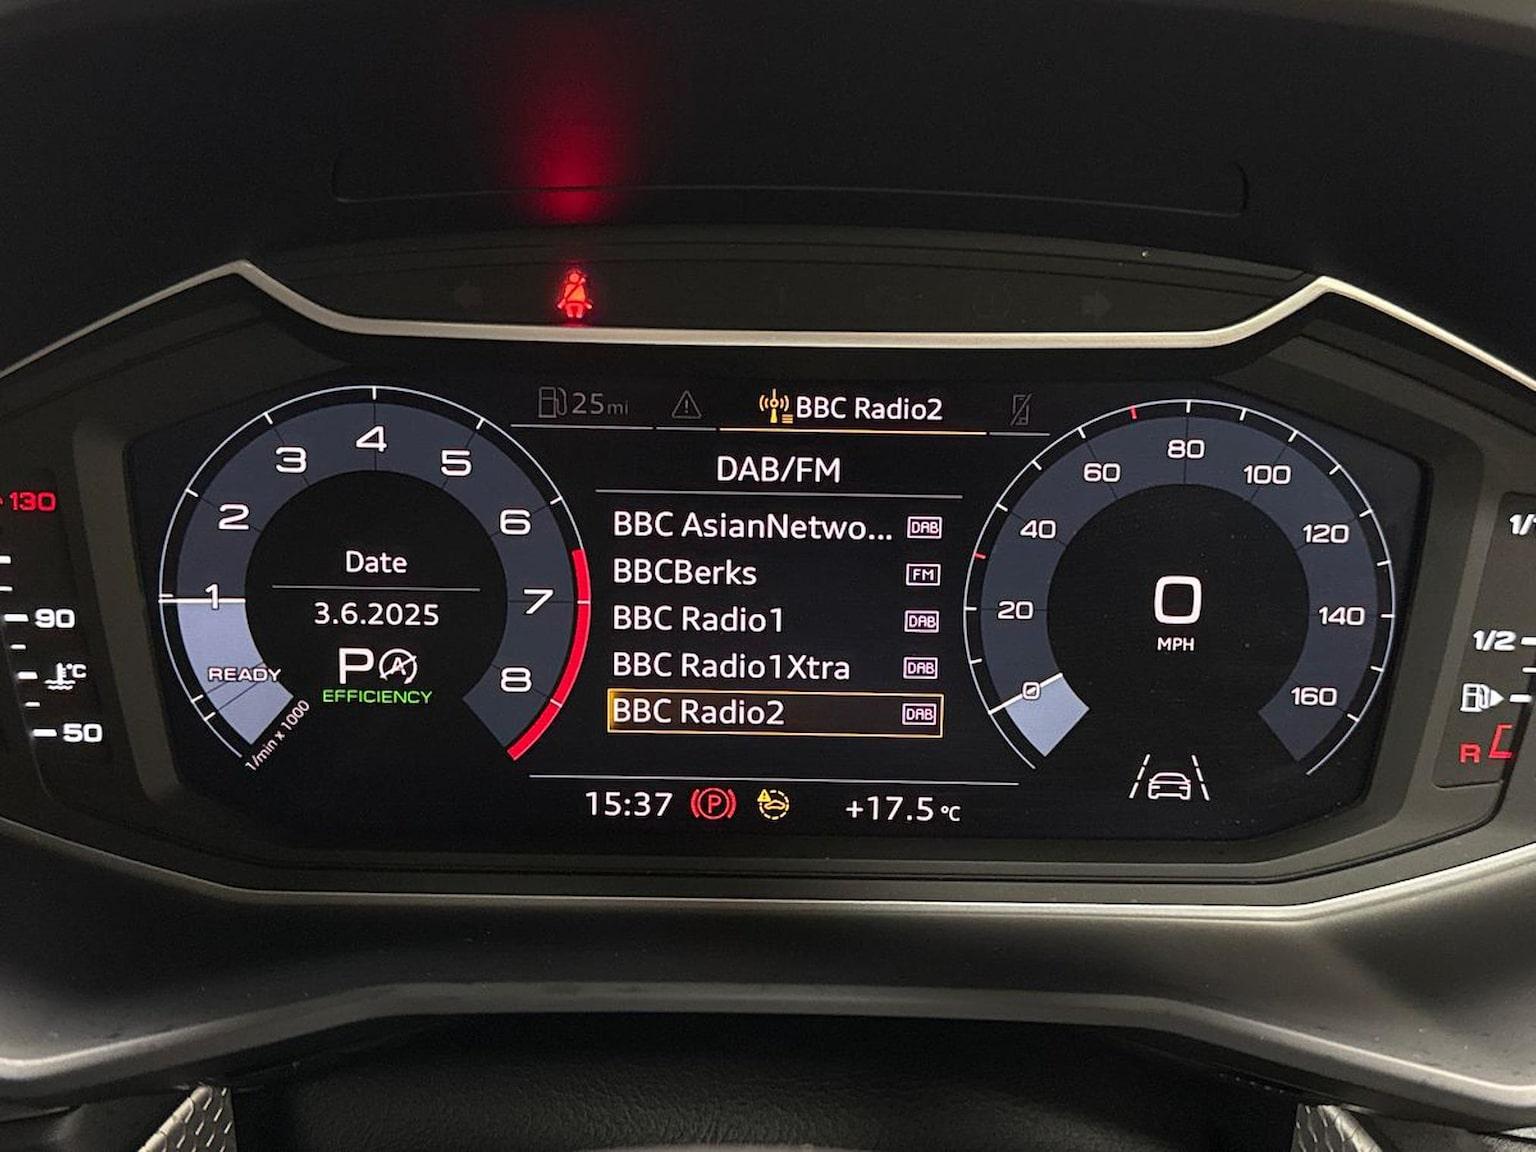 25mi
BBC Radio2
DAB/FM
BBC AsianNetwo... DAB
BBCBerks FM
BBC Radio1 DAB
BBC Radio1Xtra DAB
BBC Radio2 DAB
15:37 P +17.5 °C
1 2 3 4 5 6 7 8
READY
1/min x 1000
Date
3.6.2025
P A
EFFICIENCY
0 20 40 60 80 100 120 140 160
0
MPH
130
90
°C
50
1/2
R